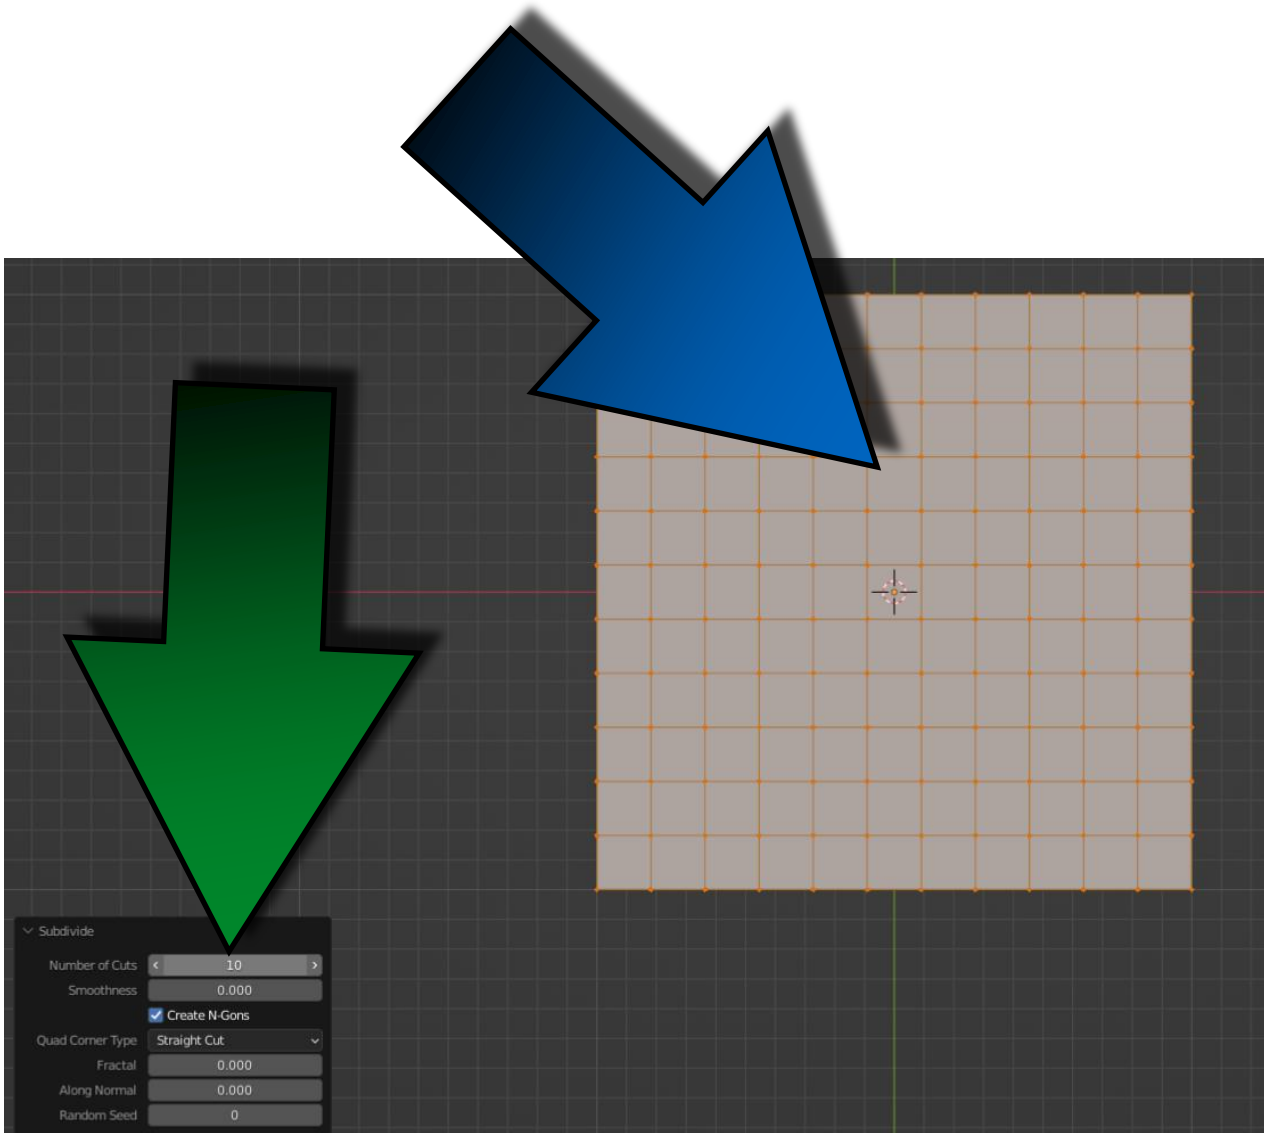 Subdivide
Number of Cuts 10
Smoothness 0.000
Create N-Gons
Quad Corner Type Straight Cut
Fractal 0.000
Along Normal 0.000
Random Seed 0